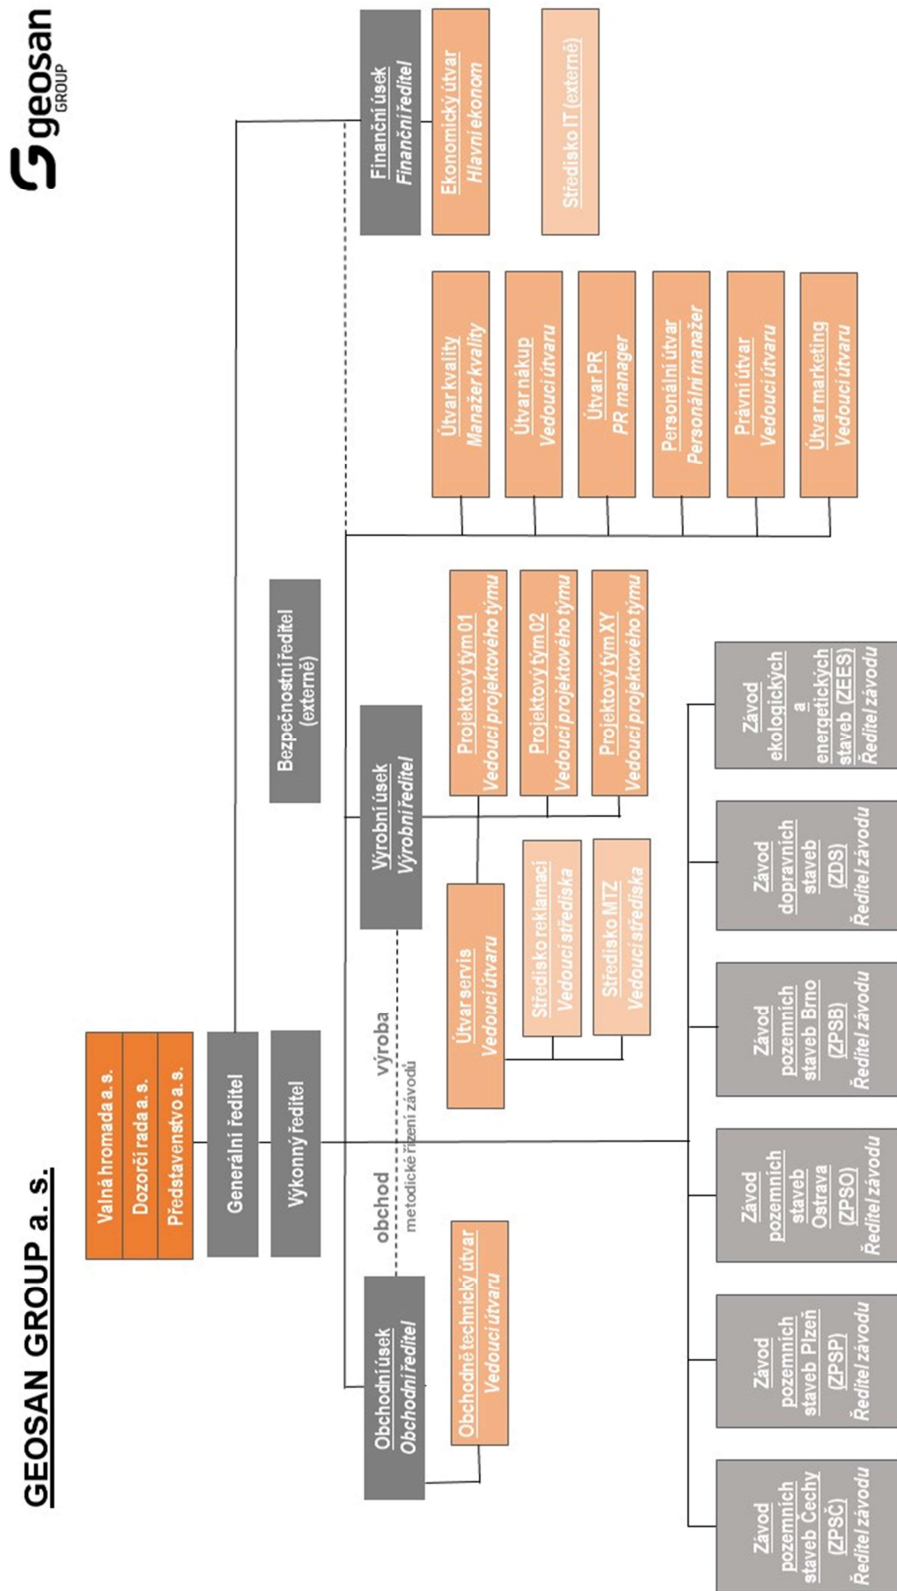 GEOSAN GROUP a. s.
geosan
GROUP
Valná hromada a. s.
Dozorčí rada a. s.
Představenstvo a. s.
Generální ředitel
Výkonný ředitel
Bezpečnostní ředitel
(externě)
Obchodní úsek
Obchodní ředitel
obchod
výroba
metodické řízení závodů
Výrobní úsek
Výrobní ředitel
Finanční úsek
Finanční ředitel
Obchodně technický útvar
Vedoucí útvaru
Útvar servis
Vedoucí útvaru
Středisko reklamací
Vedoucí střediska
Středisko MTZ
Vedoucí střediska
Projektový tým 01
Vedoucí projektového týmu
Projektový tým 02
Vedoucí projektového týmu
Projektový tým XY
Vedoucí projektového týmu
Útvar kvality
Manažer kvality
Útvar nákup
Vedoucí útvaru
Útvar PR
PR manager
Personální útvar
Personální manažer
Právní útvar
Vedoucí útvaru
Útvar marketing
Vedoucí útvaru
Ekonomický útvar
Hlavní ekonom
Středisko IT (externě)
Závod
pozemních
staveb Čechy
(ZPSČ)
Ředitel závodu
Závod
pozemních
staveb Plzeň
(ZPSP)
Ředitel závodu
Závod
pozemních
staveb
Ostrava
(ZPSO)
Ředitel závodu
Závod
pozemních
staveb Brno
(ZPSB)
Ředitel závodu
Závod
dopravních
staveb
(ZDS)
Ředitel závodu
Závod
ekologických
a
energetických
staveb (ZEES)
Ředitel závodu